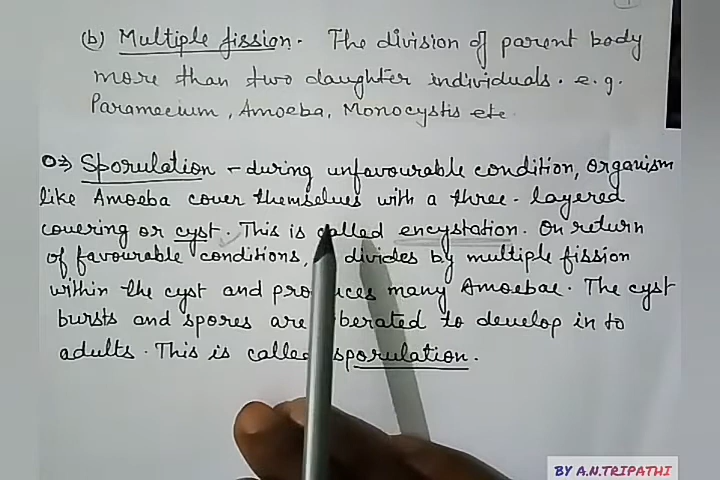 (b) Multiple fission. The division of parent body
more than two daughter individuals. e.g.
Paramecium, Amoeba, Monocystis etc.
Sporulation - during unfavourable condition, organism
like Amoeba cover themselves with a three-layered
covering or cyst. This is called encystation. On return
of favourable conditions, divides by multiple fission
within the cyst and produces many Amoebae. The cyst
bursts and spores are liberated to develop in to
adults. This is called sporulation.
BY A.N.TRIPATHI